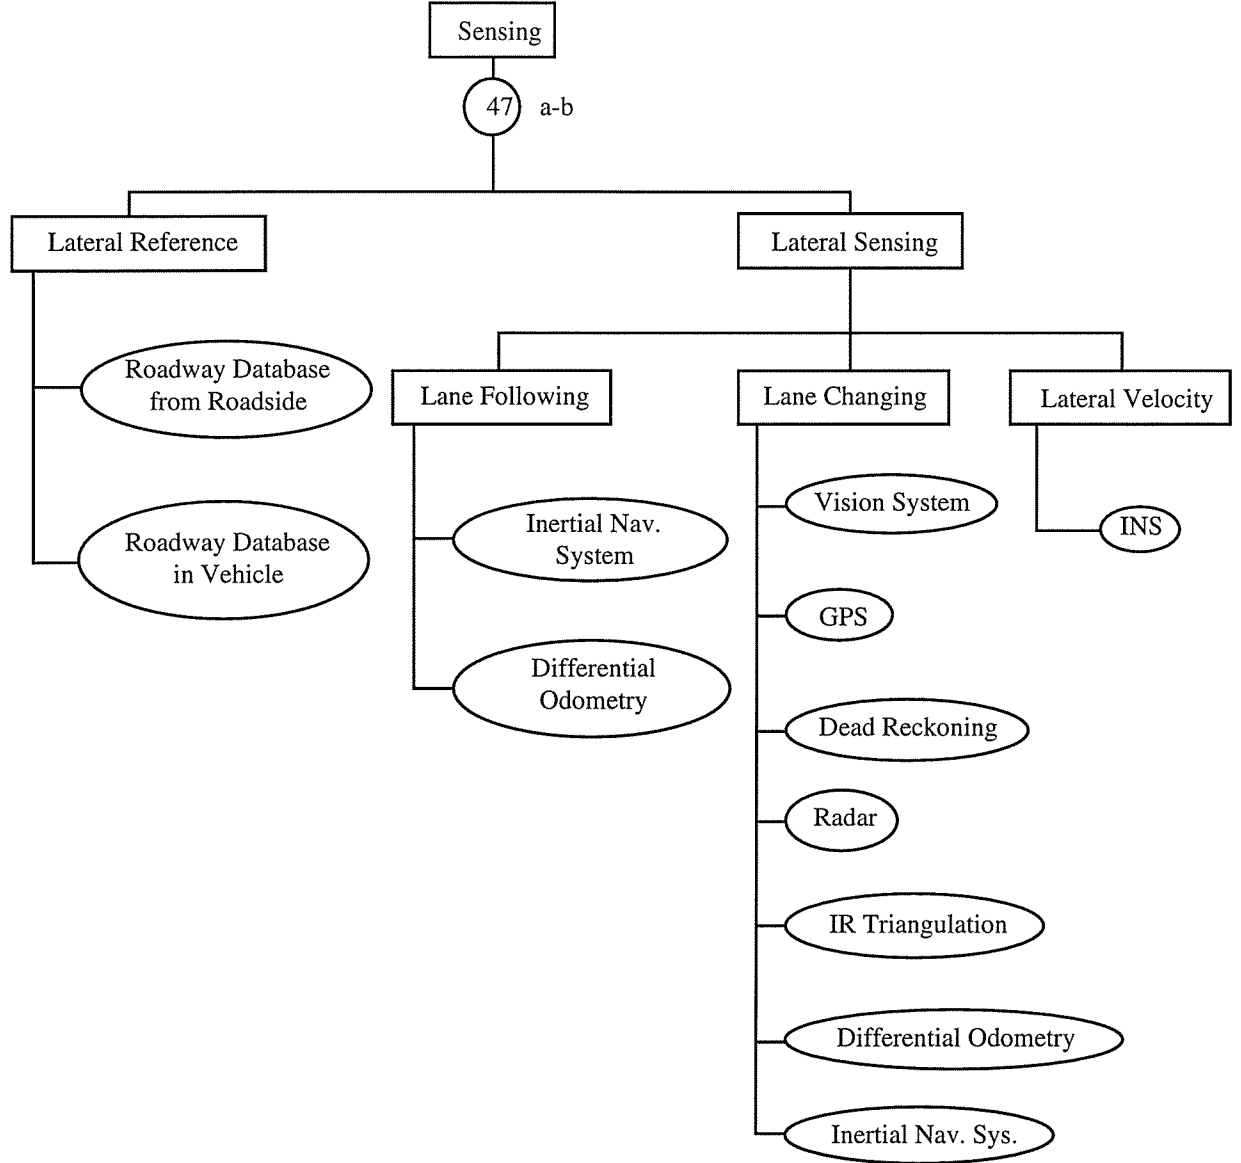 Sensing
47 a-b
Lateral Reference
Lateral Sensing
Roadway Database
from Roadside
Roadway Database
in Vehicle
Lane Following
Inertial Nav.
System
Differential
Odometry
Lane Changing
Vision System
GPS
Dead Reckoning
Radar
IR Triangulation
Differential Odometry
Inertial Nav. Sys.
Lateral Velocity
INS